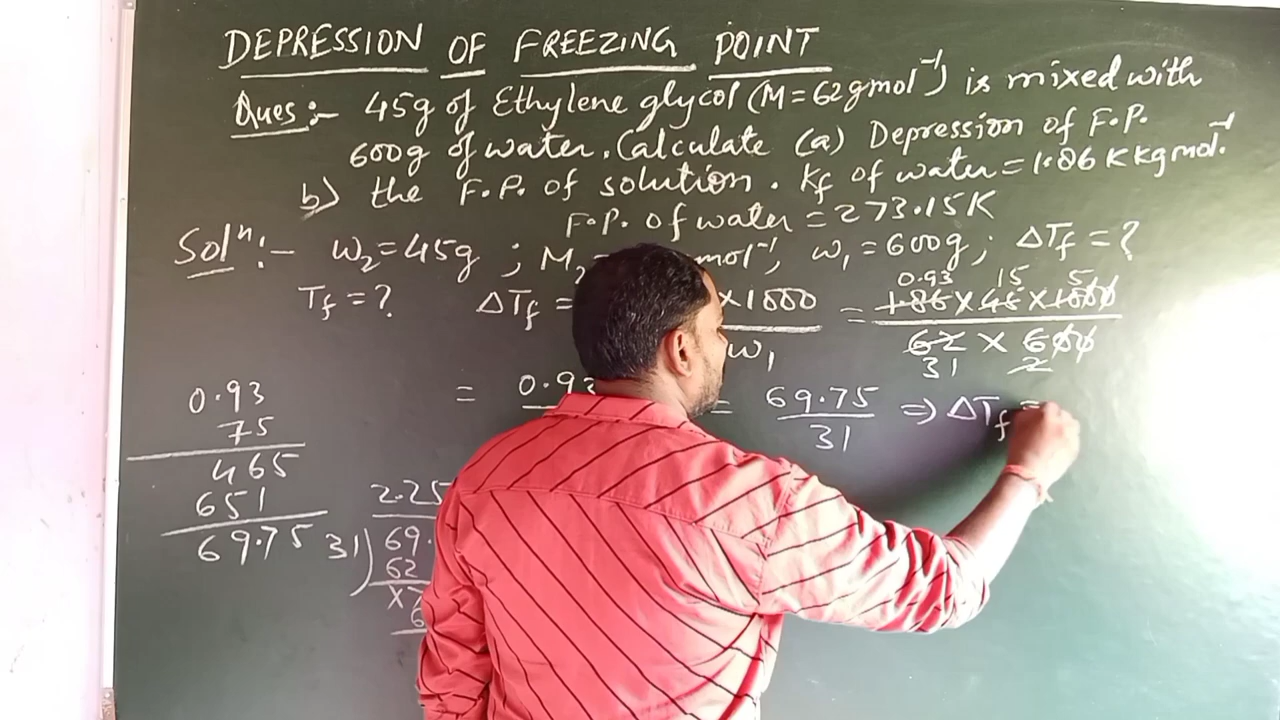 DEPRESSION OF FREEZING POINT
Ques:- 45g of Ethylene glycol (M=62gmol⁻¹) is mixed with
600g of water. Calculate (a) Depression of F.P.
b) the F.P. of solution. Kf of water = 1.86 K kg mol⁻¹.
F.P. of water = 273.15K
Solⁿ:- w₂=45g ; M₂= mol⁻¹, w₁=600g; ΔTf = ?
0.93 15 5
Tf = ? ΔTf = ×1000 = 1.86×45×1000
w₁ 62 × 600
31 2
= 0.93 = 69.75 => ΔTf =
31
0.93
75
465
651
69.75
2.25
31)69.
62
×7
6